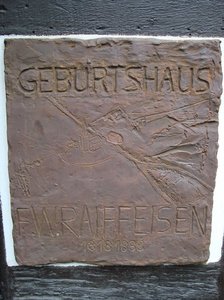 GEBURTSHAUS
F.W. RAIFFEISEN
1818 1888